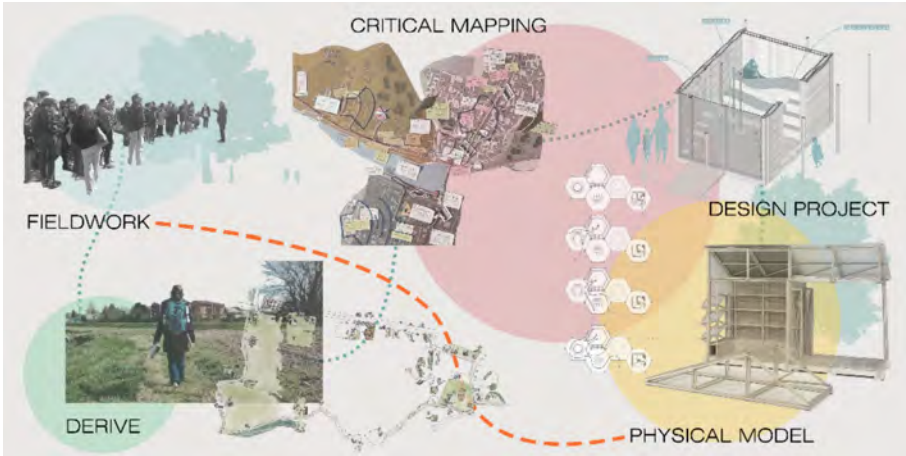 CRITICAL MAPPING
FIELDWORK
DESIGN PROJECT
DERIVE
PHYSICAL MODEL